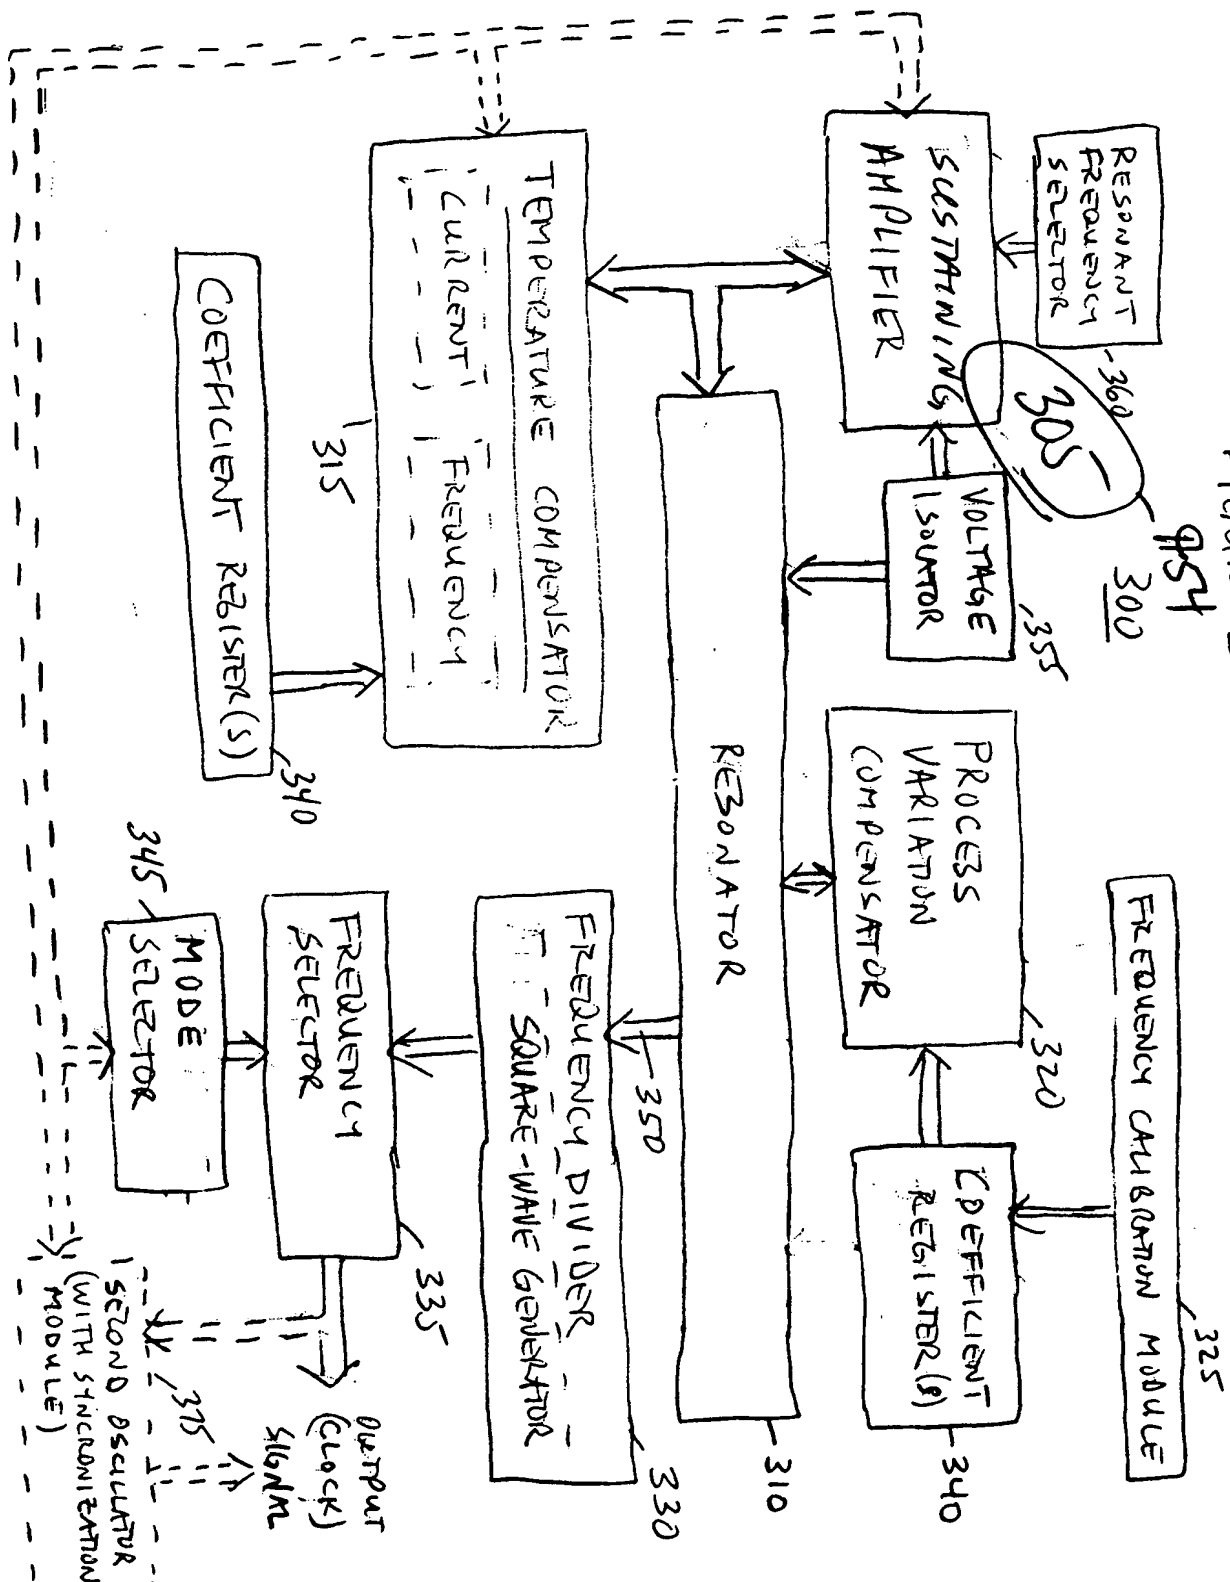 300
954
RESONANT
FREQUENCY
SELECTOR
360
305
SUSTAINING
AMPLIFIER
VOLTAGE
ISOLATOR
355
FREQUENCY CALIBRATION MODULE
325
PROCESS
VARIATION
COMPENSATOR
320
COEFFICIENT
REGISTER(S)
340
RESONATOR
310
TEMPERATURE COMPENSATOR
CURRENT
FREQUENCY
315
350
FREQUENCY DIVIDER
SQUARE-WAVE GENERATOR
330
COEFFICIENT REGISTER(S)
340
FREQUENCY
SELECTOR
335
OUTPUT
(CLOCK)
SIGNAL
345
MODE
SELECTOR
375
SECOND OSCILLATOR
(WITH SYNCRONIZATION
MODULE)